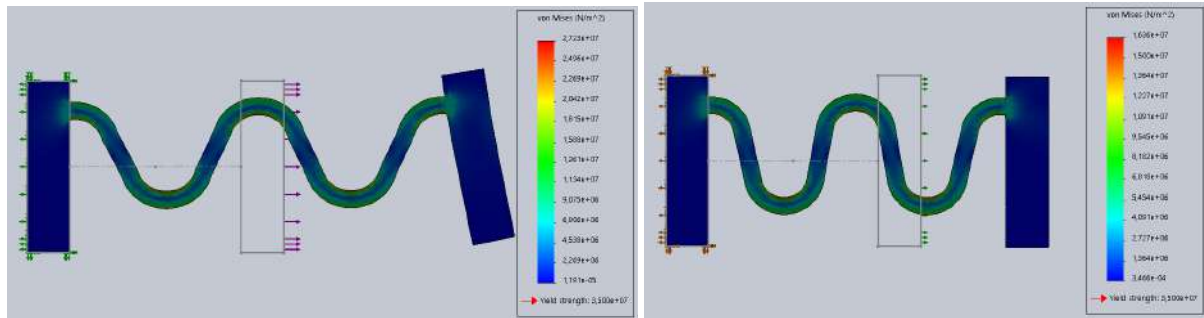 von Mises (N/m^2)
2,723e+07
2,496e+07
2,269e+07
2,042e+07
1,815e+07
1,588e+07
1,361e+07
1,134e+07
9,075e+06
6,806e+06
4,538e+06
2,269e+06
1,191e-05
Yield strength: 3,500e+07
von Mises (N/m^2)
1,636e+07
1,500e+07
1,364e+07
1,227e+07
1,091e+07
9,545e+06
8,182e+06
6,818e+06
5,454e+06
4,091e+06
2,727e+06
1,364e+06
3,466e-04
Yield strength: 3,500e+07